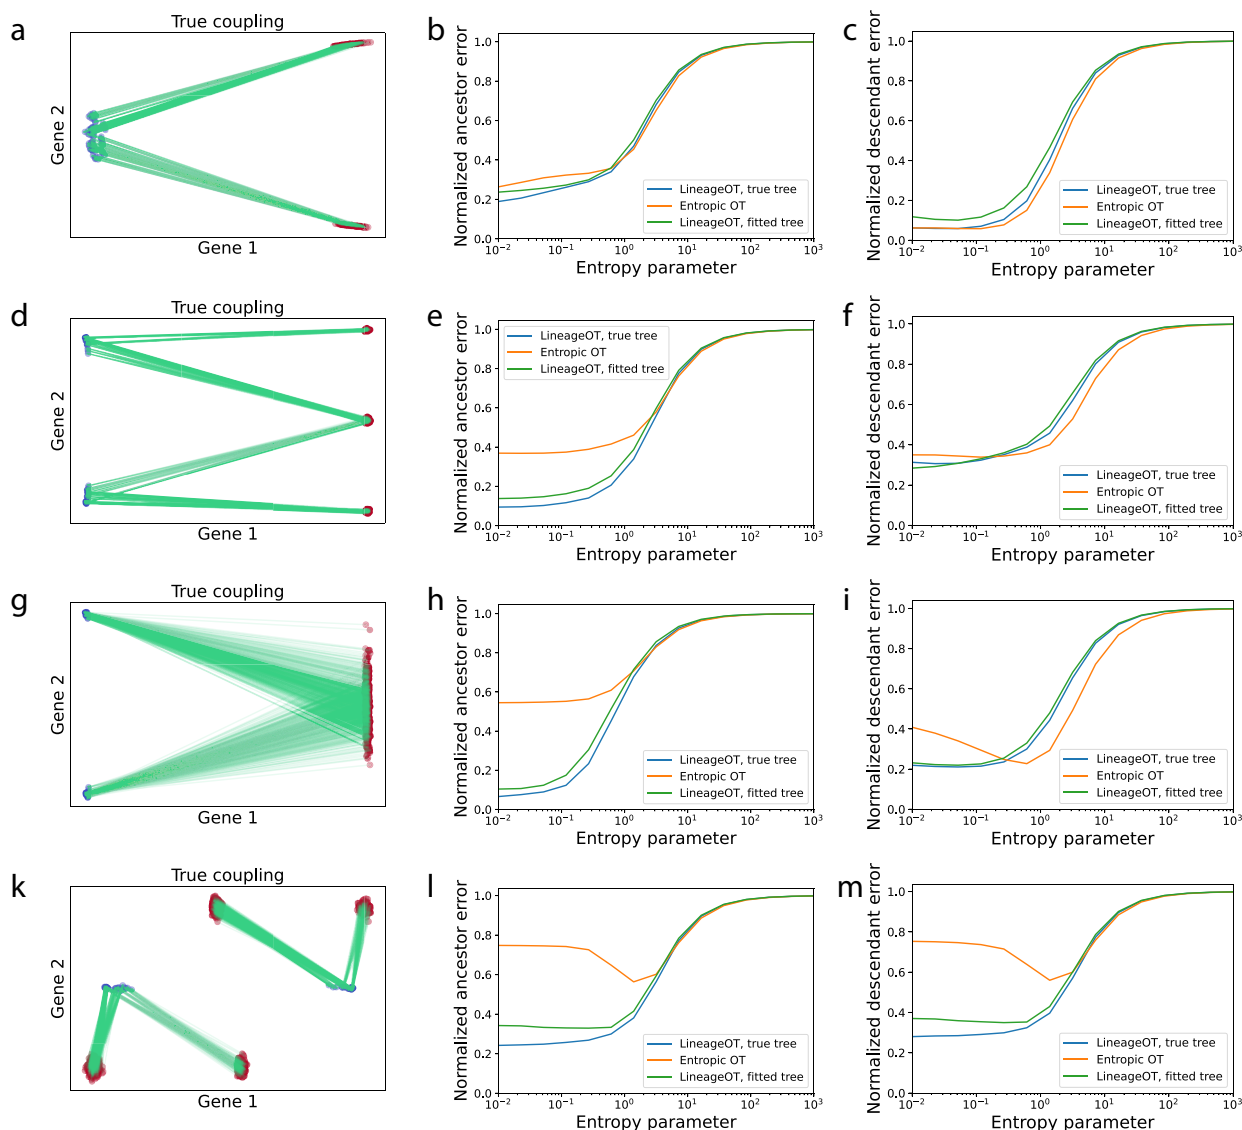 a
True coupling
Gene 2
Gene 1
b
Normalized ancestor error
1.0
0.8
0.6
0.4
0.2
0.0
LineageOT, true tree
Entropic OT
LineageOT, fitted tree
10⁻² 10⁻¹ 10⁰ 10¹ 10² 10³
Entropy parameter
c
Normalized descendant error
1.0
0.8
0.6
0.4
0.2
0.0
LineageOT, true tree
Entropic OT
LineageOT, fitted tree
10⁻² 10⁻¹ 10⁰ 10¹ 10² 10³
Entropy parameter
d
True coupling
Gene 2
Gene 1
e
Normalized ancestor error
1.0
0.8
0.6
0.4
0.2
0.0
LineageOT, true tree
Entropic OT
LineageOT, fitted tree
10⁻² 10⁻¹ 10⁰ 10¹ 10² 10³
Entropy parameter
f
Normalized descendant error
1.0
0.8
0.6
0.4
0.2
0.0
LineageOT, true tree
Entropic OT
LineageOT, fitted tree
10⁻² 10⁻¹ 10⁰ 10¹ 10² 10³
Entropy parameter
g
True coupling
Gene 2
Gene 1
h
Normalized ancestor error
1.0
0.8
0.6
0.4
0.2
0.0
LineageOT, true tree
Entropic OT
LineageOT, fitted tree
10⁻² 10⁻¹ 10⁰ 10¹ 10² 10³
Entropy parameter
i
Normalized descendant error
1.0
0.8
0.6
0.4
0.2
0.0
LineageOT, true tree
Entropic OT
LineageOT, fitted tree
10⁻² 10⁻¹ 10⁰ 10¹ 10² 10³
Entropy parameter
k
True coupling
Gene 2
Gene 1
l
Normalized ancestor error
1.0
0.8
0.6
0.4
0.2
0.0
LineageOT, true tree
Entropic OT
LineageOT, fitted tree
10⁻² 10⁻¹ 10⁰ 10¹ 10² 10³
Entropy parameter
m
Normalized descendant error
1.0
0.8
0.6
0.4
0.2
0.0
LineageOT, true tree
Entropic OT
LineageOT, fitted tree
10⁻² 10⁻¹ 10⁰ 10¹ 10² 10³
Entropy parameter